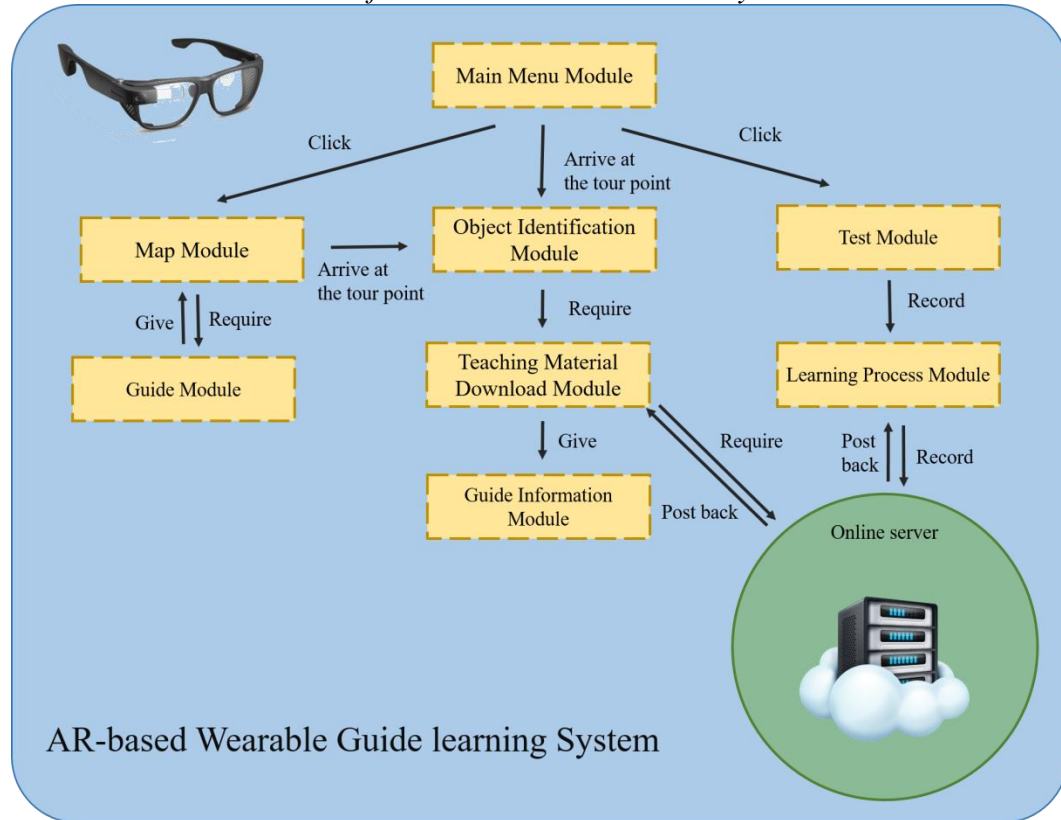 Main Menu Module
Click
Click
Arrive at
the tour point
Map Module
Object Identification
Module
Test Module
Arrive at
the tour point
Give
Require
Require
Record
Guide Module
Teaching Material
Download Module
Learning Process Module
Give
Require
Post
back
Record
Guide Information
Module
Post back
Online server
AR-based Wearable Guide learning System